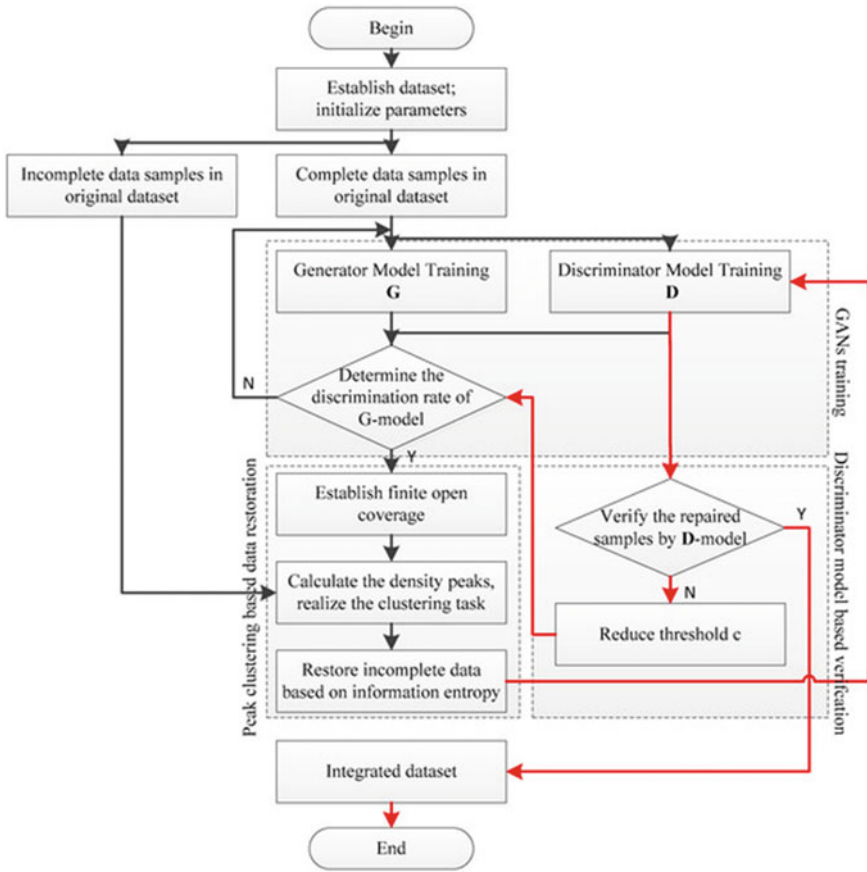 Begin
Establish dataset;
initialize parameters
Incomplete data samples in
original dataset
Complete data samples in
original dataset
Generator Model Training
G
Discriminator Model Training
D
GANs training
N
Determine the
discrimination rate of
G-model
Y
Peak clustering based data restoration
Establish finite open
coverage
Calculate the density peaks,
realize the clustering task
Restore incomplete data
based on information entropy
Verify the repaired
samples by D-model
Y
N
Reduce threshold c
Discriminator model based verifcation
Integrated dataset
End